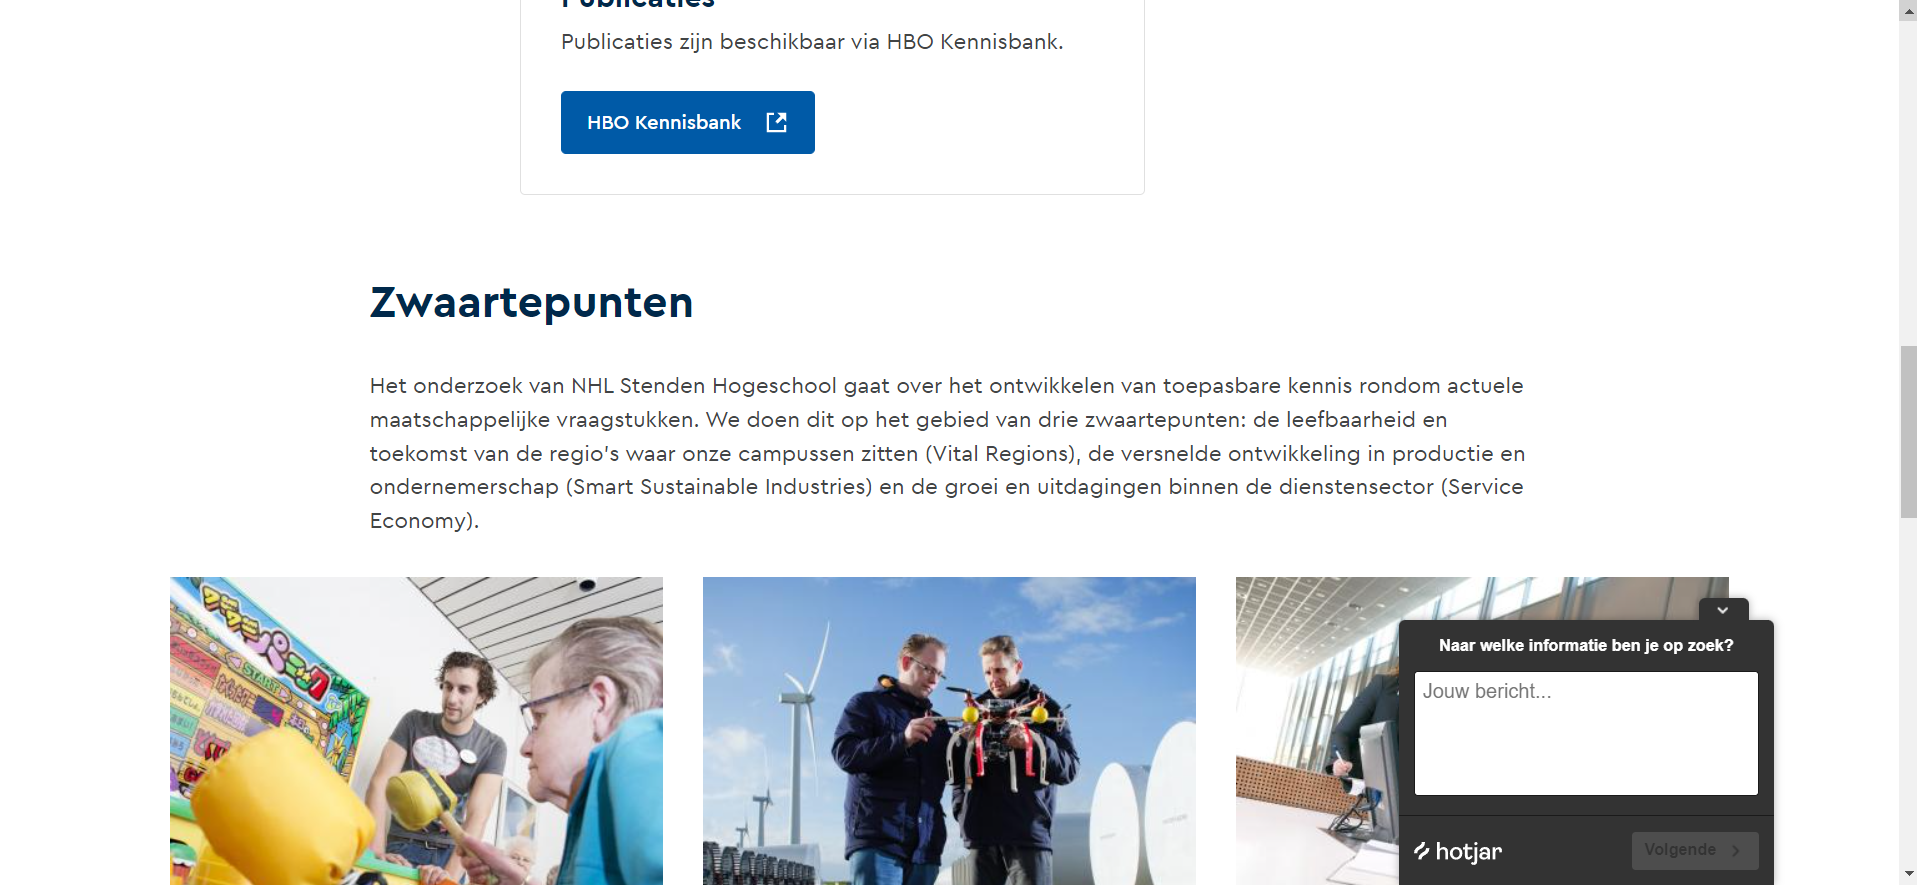 Publicaties
Publicaties zijn beschikbaar via HBO Kennisbank.
HBO Kennisbank
Zwaartepunten
Het onderzoek van NHL Stenden Hogeschool gaat over het ontwikkelen van toepasbare kennis rondom actuele
maatschappelijke vraagstukken. We doen dit op het gebied van drie zwaartepunten: de leefbaarheid en
toekomst van de regio's waar onze campussen zitten (Vital Regions), de versnelde ontwikkeling in productie en
ondernemerschap (Smart Sustainable Industries) en de groei en uitdagingen binnen de dienstensector (Service
Economy).
START
Naar welke informatie ben je op zoek?
Jouw bericht...
hotjar
Volgende